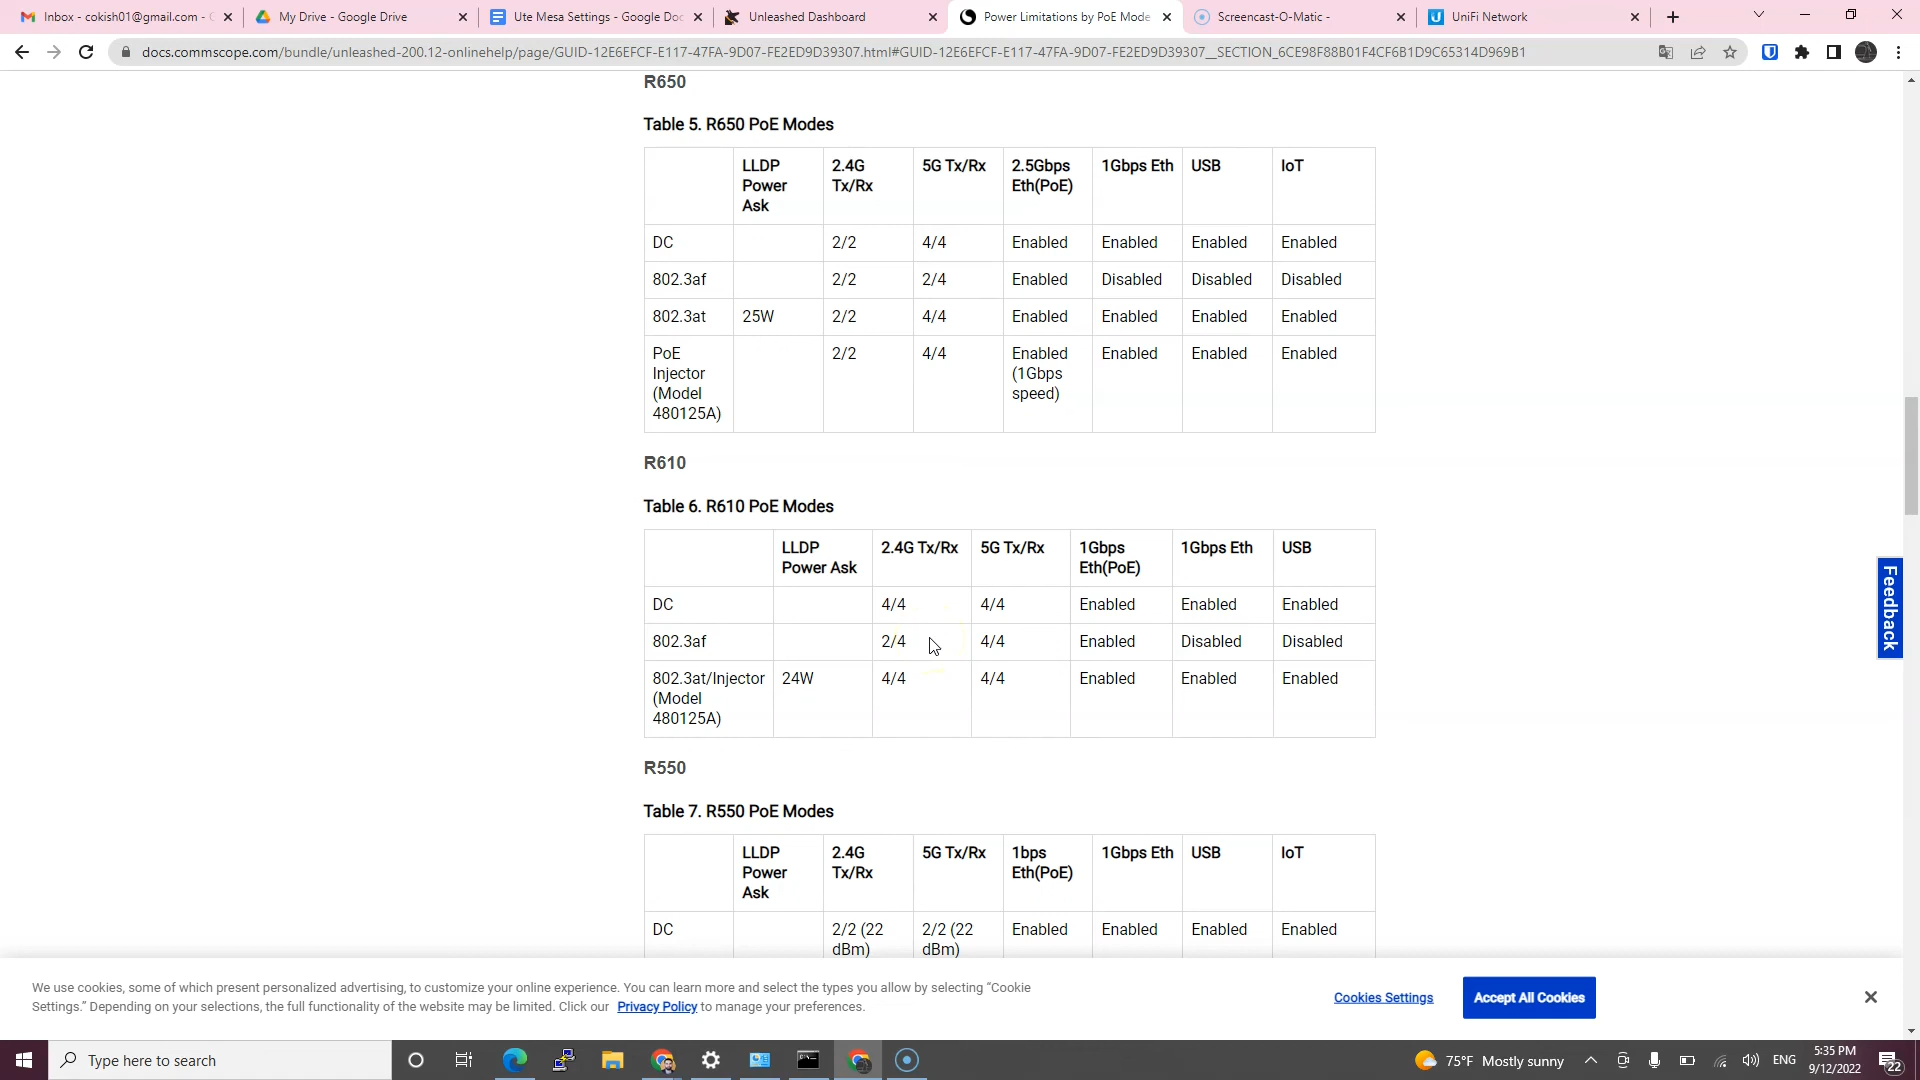 Inbox - cokish01@gmail.com -
My Drive - Google Drive
Ute Mesa Settings - Google Doc
Unleashed Dashboard
Power Limitations by PoE Mode
Screencast-O-Matic -
UniFi Network
docs.commscope.com/bundle/unleashed-200.12-onlinehelp/page/GUID-12E6EFCF-E117-47FA-9D07-FE2ED9D39307.html#GUID-12E6EFCF-E117-47FA-9D07-FE2ED9D39307__SECTION_6CE98F88B01F4CF6B1D9C65314D969B1
R650
Table 5. R650 PoE Modes
LLDP Power Ask 2.4G Tx/Rx 5G Tx/Rx 2.5Gbps Eth(PoE) 1Gbps Eth USB IoT
DC 2/2 4/4 Enabled Enabled Enabled Enabled
802.3af 2/2 2/4 Enabled Disabled Disabled Disabled
802.3at 25W 2/2 4/4 Enabled Enabled Enabled Enabled
PoE Injector (Model 480125A) 2/2 4/4 Enabled (1Gbps speed) Enabled Enabled Enabled
R610
Table 6. R610 PoE Modes
LLDP Power Ask 2.4G Tx/Rx 5G Tx/Rx 1Gbps Eth(PoE) 1Gbps Eth USB
DC 4/4 4/4 Enabled Enabled Enabled
802.3af 2/4 4/4 Enabled Disabled Disabled
802.3at/Injector (Model 480125A) 24W 4/4 4/4 Enabled Enabled Enabled
R550
Table 7. R550 PoE Modes
LLDP Power Ask 2.4G Tx/Rx 5G Tx/Rx 1bps Eth(PoE) 1Gbps Eth USB IoT
DC 2/2 (22 dBm) 2/2 (22 dBm) Enabled Enabled Enabled Enabled
Feedback
We use cookies, some of which present personalized advertising, to customize your online experience. You can learn more and select the types you allow by selecting “Cookie
Settings.” Depending on your selections, the full functionality of the website may be limited. Click our Privacy Policy to manage your preferences.
Cookies Settings
Accept All Cookies
Type here to search
75°F Mostly sunny
ENG
5:35 PM
9/12/2022
22